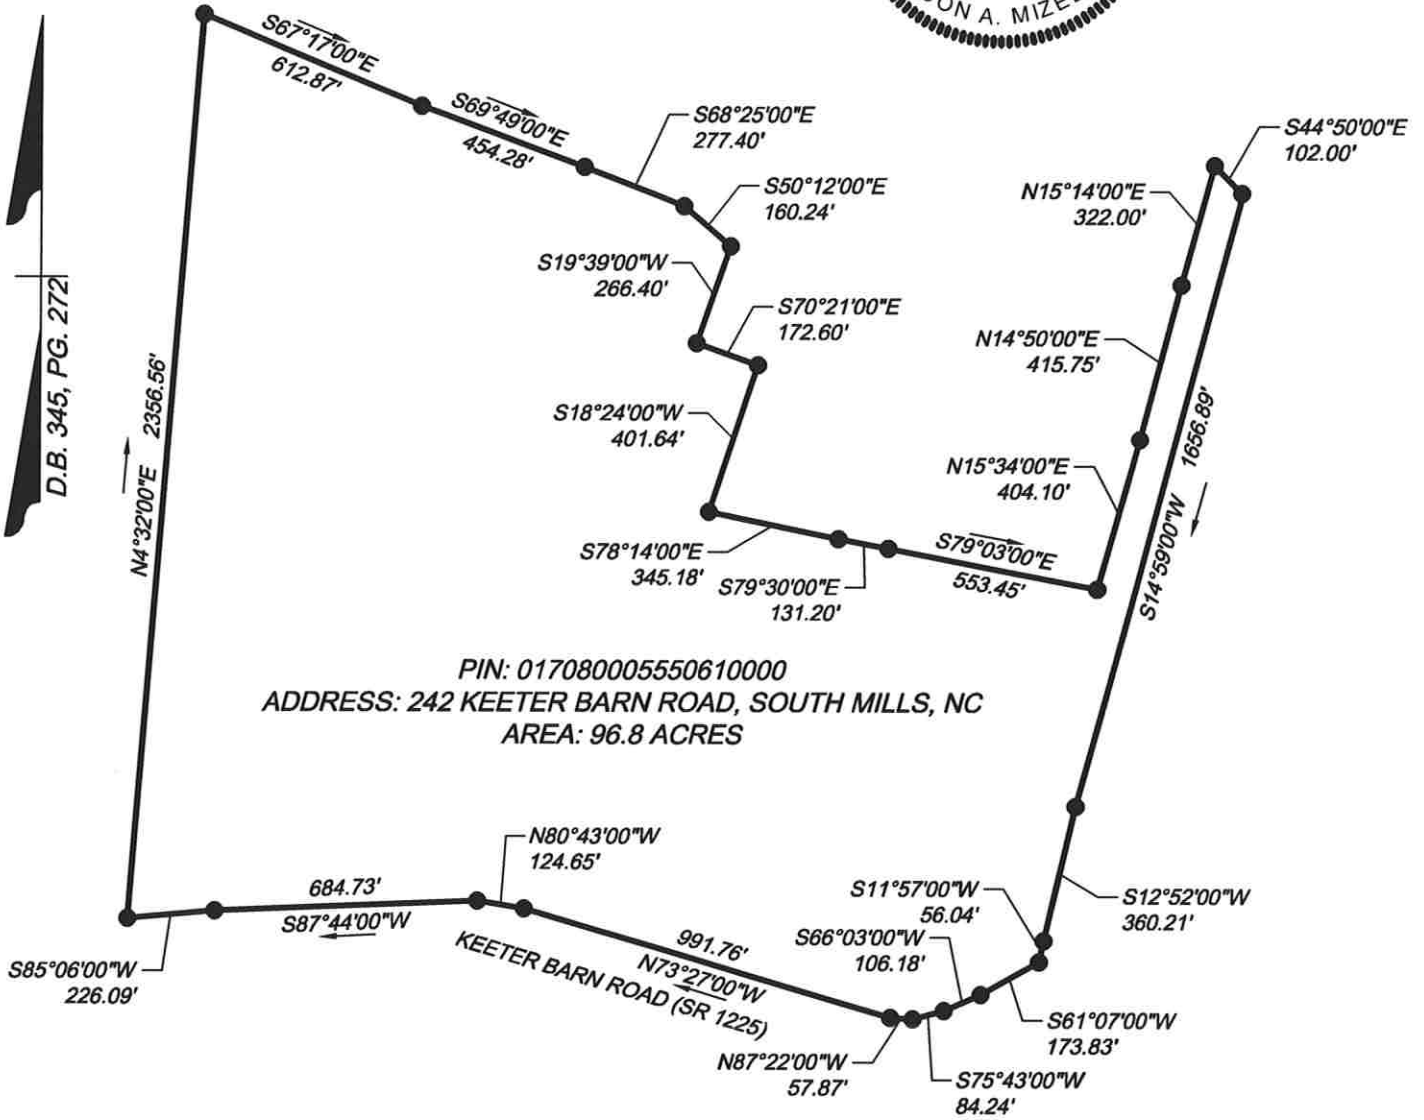 ON A. MIZE
S67°17'00"E
612.87'
S69°49'00"E
454.28'
S68°25'00"E
277.40'
S50°12'00"E
160.24'
S19°39'00"W
266.40'
S70°21'00"E
172.60'
S18°24'00"W
401.64'
S78°14'00"E
345.18'
S79°30'00"E
131.20'
S79°03'00"E
553.45'
N15°34'00"E
404.10'
N14°50'00"E
415.75'
N15°14'00"E
322.00'
S44°50'00"E
102.00'
S14°59'00"W 1656.89'
D.B. 345, PG. 272
N4°32'00"E 2356.56'
PIN: 017080005550610000
ADDRESS: 242 KEETER BARN ROAD, SOUTH MILLS, NC
AREA: 96.8 ACRES
S12°52'00"W
360.21'
S11°57'00"W
56.04'
S61°07'00"W
173.83'
S66°03'00"W
106.18'
S75°43'00"W
84.24'
N87°22'00"W
57.87'
991.76'
N73°27'00"W
KEETER BARN ROAD (SR 1225)
N80°43'00"W
124.65'
684.73'
S87°44'00"W
S85°06'00"W
226.09'